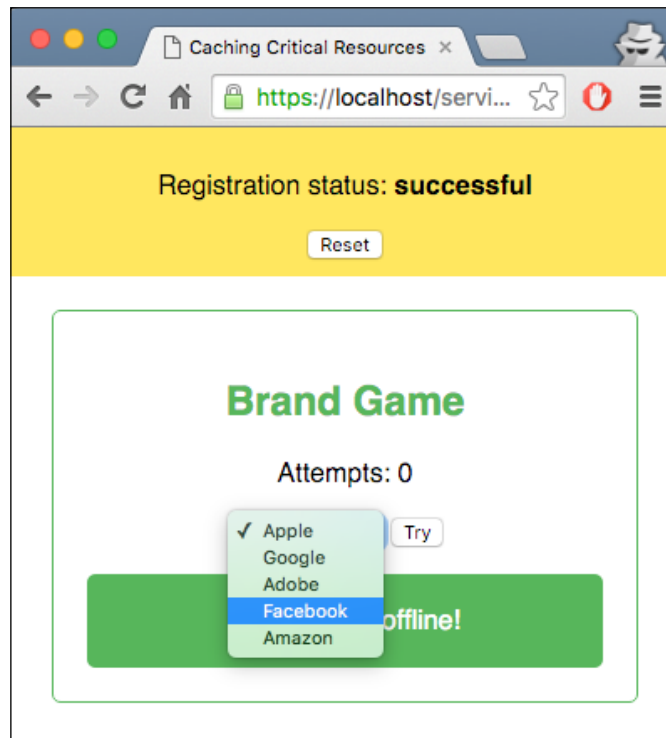 Caching Critical Resources ×
https://localhost/servi...
Registration status: successful
Reset
Brand Game
Attempts: 0
✓ Apple
Try
Google
Adobe
Facebook
Amazon
offline!